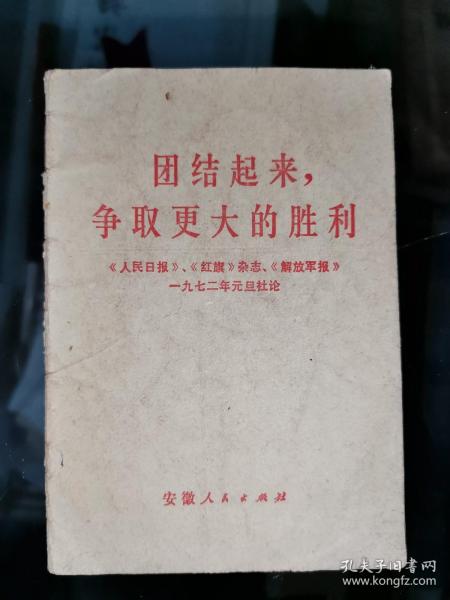 团结起来，
争取更大的胜利
《人民日报》、《红旗》杂志、《解放军报》
一九七二年元旦社论
安徽人民出版社
孔夫子旧书网
www.kongfz.com